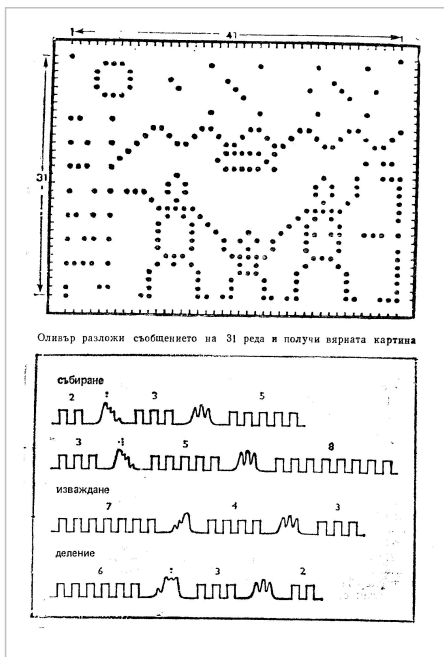 41
31
Оливър разложи съобщението на 31 реда и получи вярната картина
събиране
2 3 5
3 5 8
изваждане
7 4 3
деление
6 : 3 2